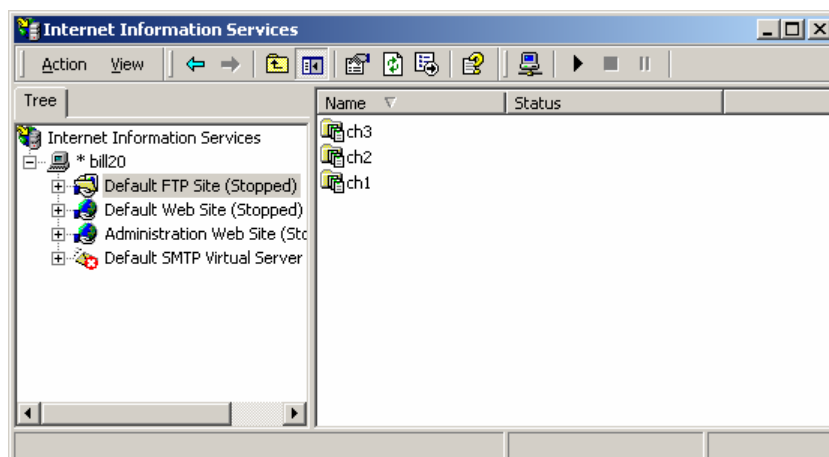 Internet Information Services
Action View
Tree
Name Status
Internet Information Services
* bill20
Default FTP Site (Stopped)
Default Web Site (Stopped)
Administration Web Site (Sto
Default SMTP Virtual Server
ch3
ch2
ch1